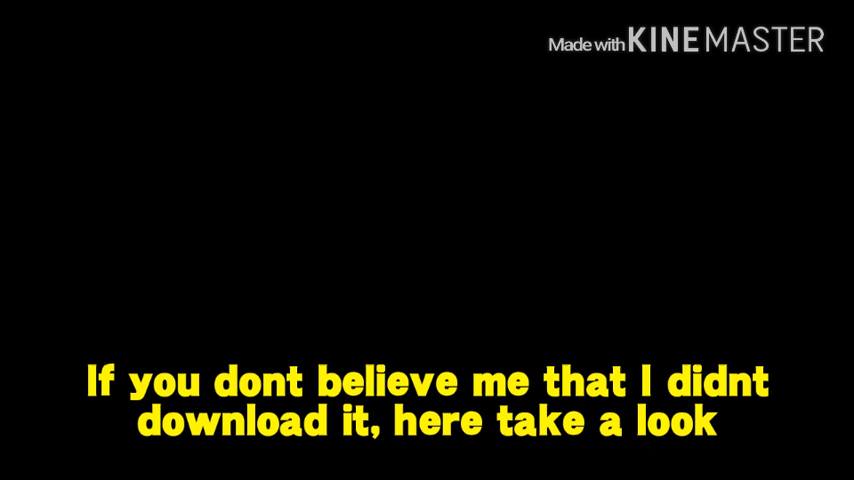 Made with KINEMASTER
If you dont believe me that I didnt
download it, here take a look